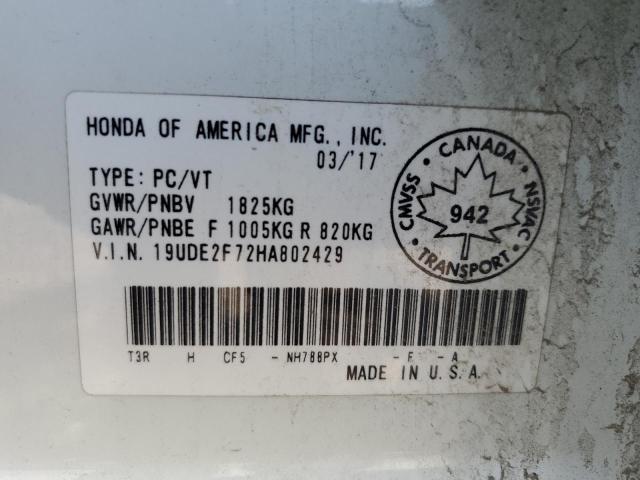 HONDA OF AMERICA MFG., INC.
03/'17
TYPE: PC/VT
GVWR/PNBV 1825KG
GAWR/PNBE F 1005KG R 820KG
V.I.N. 19UDE2F72HA802429
CANADA
CMVSS NSVAC
942
TRANSPORT
T3R H CF5 - NH788PX - F - A
MADE IN U.S.A.